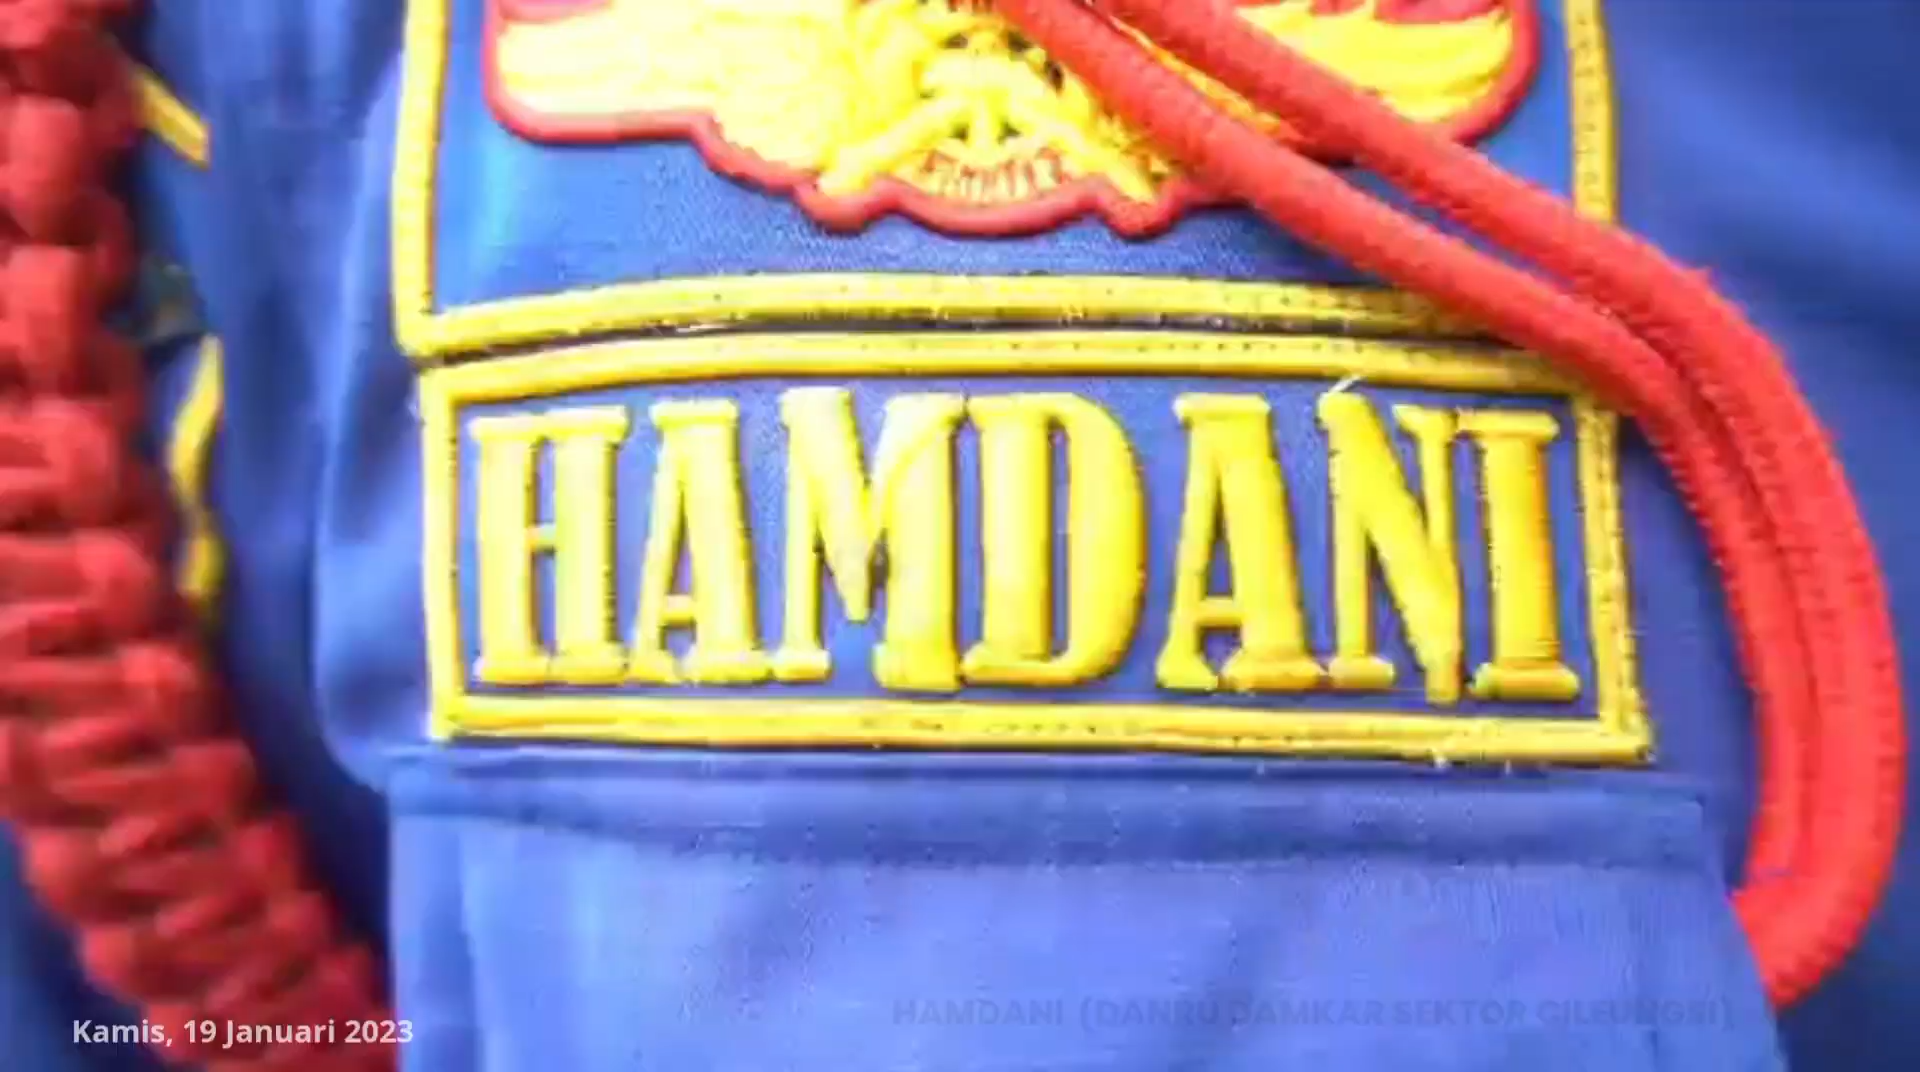 HAMDANI
HAMDANI (DANRU DAMKAR SEKTOR CILEUNGSI)
Kamis, 19 Januari 2023